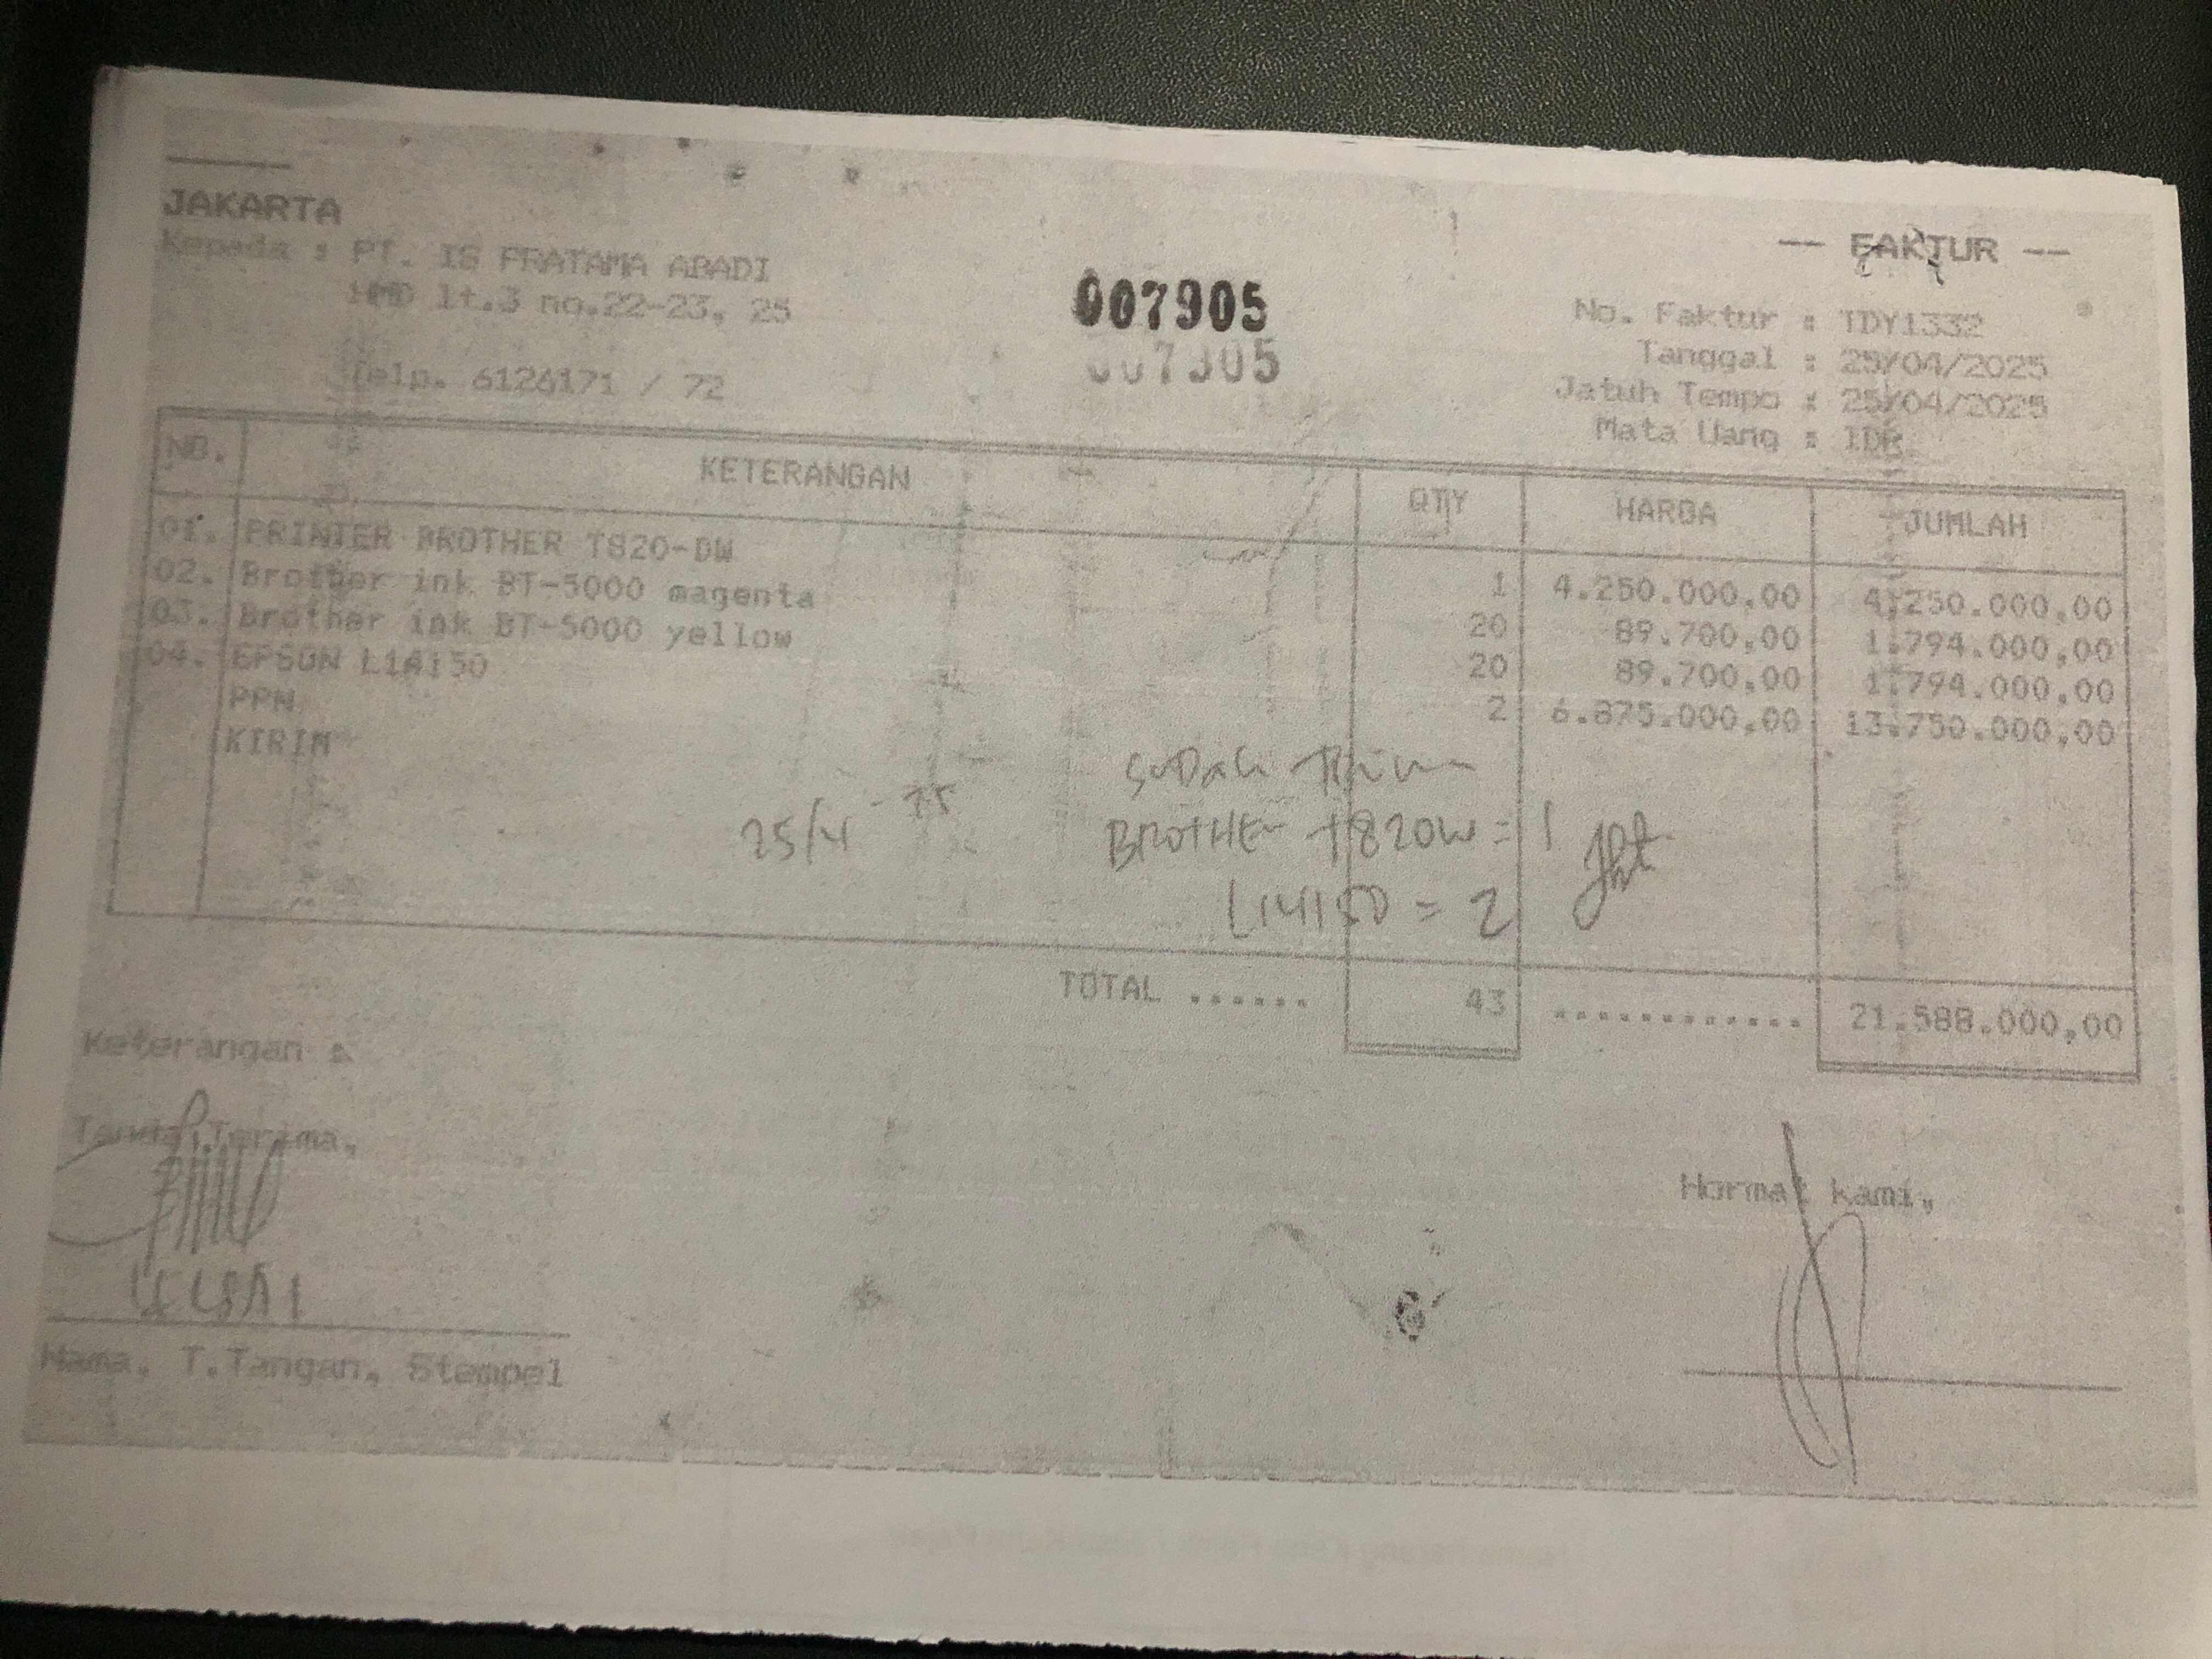 JAKARTA
Kepada : PT. IS PRATAMA ABADI
HMD lt.3 no.22-23, 25
Telp. 6126171 / 72
007905
007905
-- FAKTUR --
No. Faktur : TDY1332
Tanggal : 25/04/2025
Jatuh Tempo : 25/04/2025
Mata Uang : IDR
NO. KETERANGAN QTY HARGA JUMLAH
01. PRINTER BROTHER T820-DW 1 4.250.000,00 4.250.000,00
02. Brother ink BT-5000 magenta 20 89.700,00 1.794.000,00
03. Brother ink BT-5000 yellow 20 89.700,00 1.794.000,00
04. EPSON L14150 2 6.875.000,00 13.750.000,00
PPN
KIRIM
25/4
SUDAH
BROTHER T820W = 1
L14150 = 2
TOTAL ...... 43 ............ 21.588.000,00
Keterangan :
Tanda Terima,
Hormat kami,
Nama, T.Tangan, Stempel